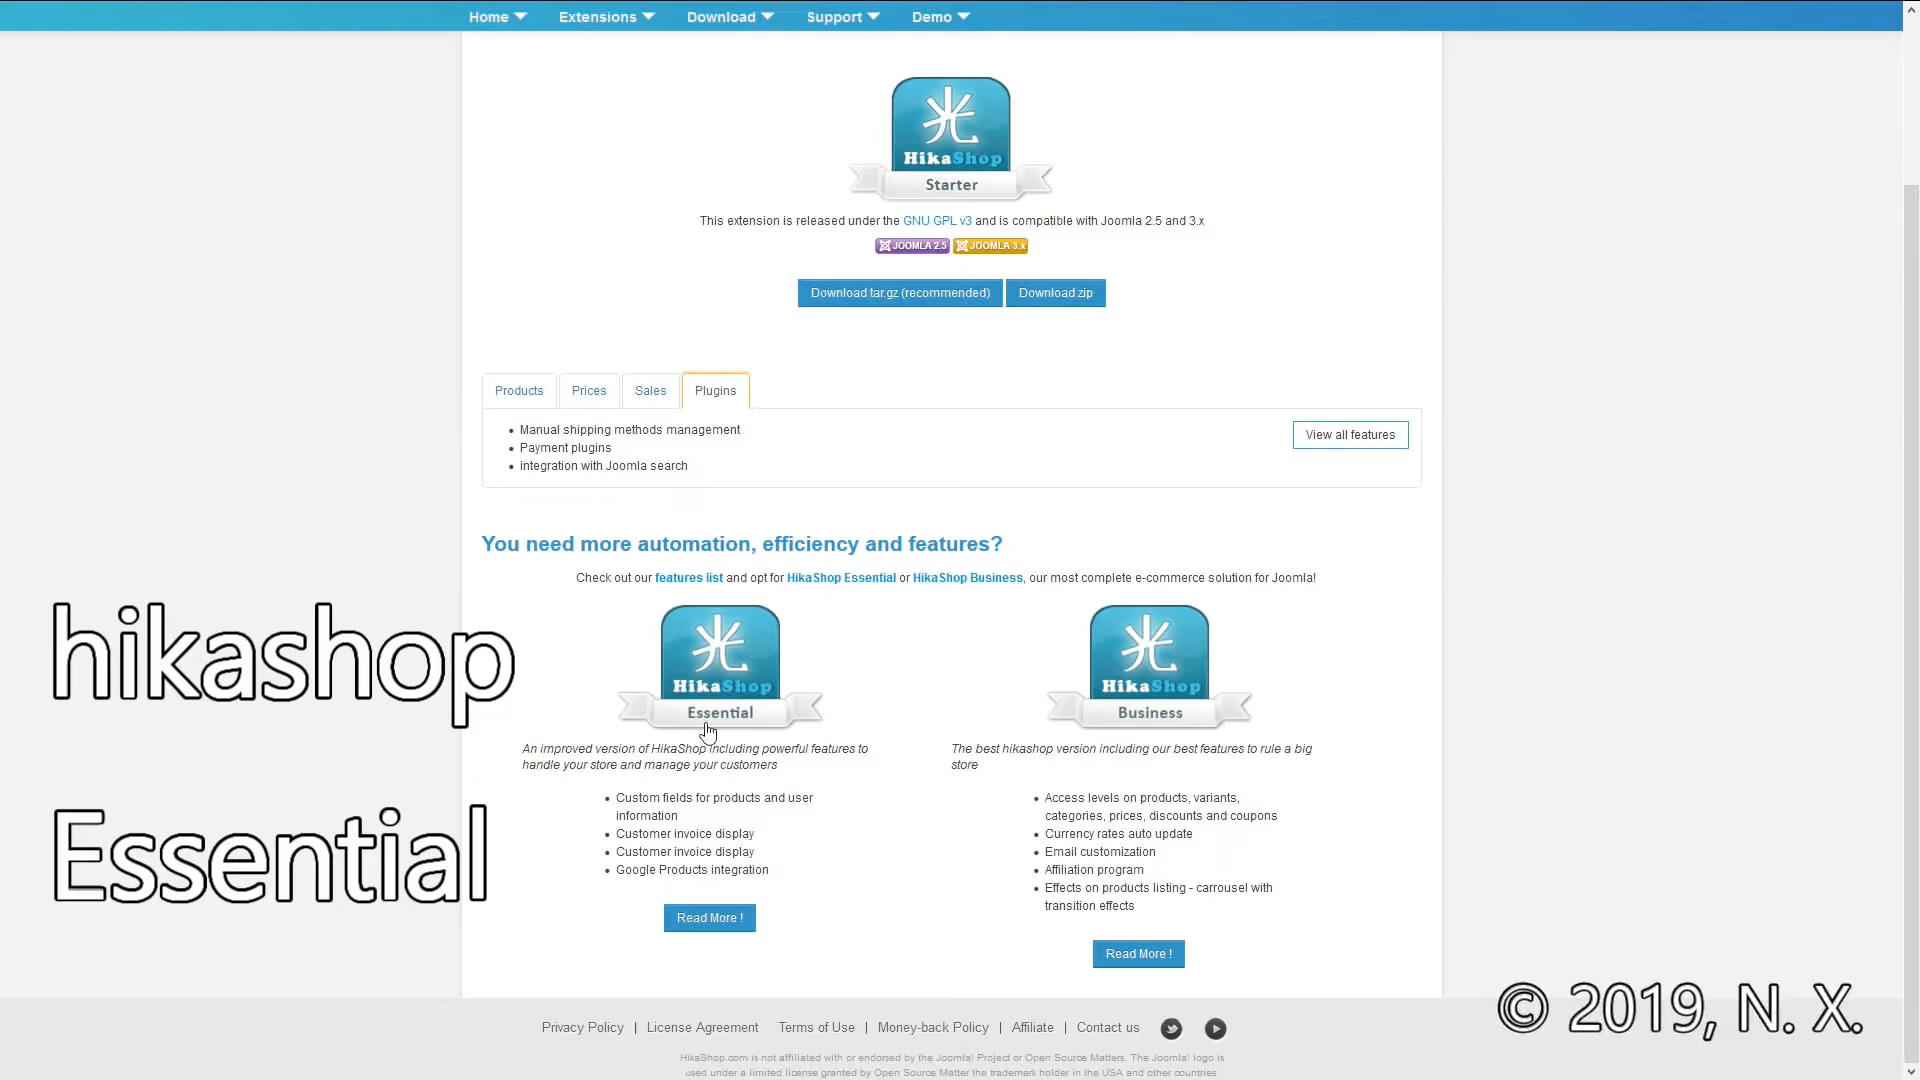 Home Extensions Download Support Demo
光
HikaShop
Starter
This extension is released under the GNU GPL v3 and is compatible with Joomla 2.5 and 3.x
JOOMLA 2.5 JOOMLA 3.x
Download tar.gz (recommended) Download zip
Products Prices Sales Plugins
Manual shipping methods management
Payment plugins
integration with Joomla search
View all features
You need more automation, efficiency and features?
Check out our features list and opt for HikaShop Essential or HikaShop Business, our most complete e-commerce solution for Joomla!
光
HikaShop
Essential
An improved version of HikaShop including powerful features to
handle your store and manage your customers
Custom fields for products and user
information
Customer invoice display
Customer invoice display
Google Products integration
Read More !
光
HikaShop
Business
The best hikashop version including our best features to rule a big
store
Access levels on products, variants,
categories, prices, discounts and coupons
Currency rates auto update
Email customization
Affiliation program
Effects on products listing - carrousel with
transition effects
Read More !
hikashop
Essential
© 2019, N. X.
Privacy Policy | License Agreement Terms of Use | Money-back Policy | Affiliate | Contact us
HikaShop.com is not affiliated with or endorsed by the Joomla! Project or Open Source Matters. The Joomla! logo is
used under a limited license granted by Open Source Matter the trademark holder in the USA and other countries